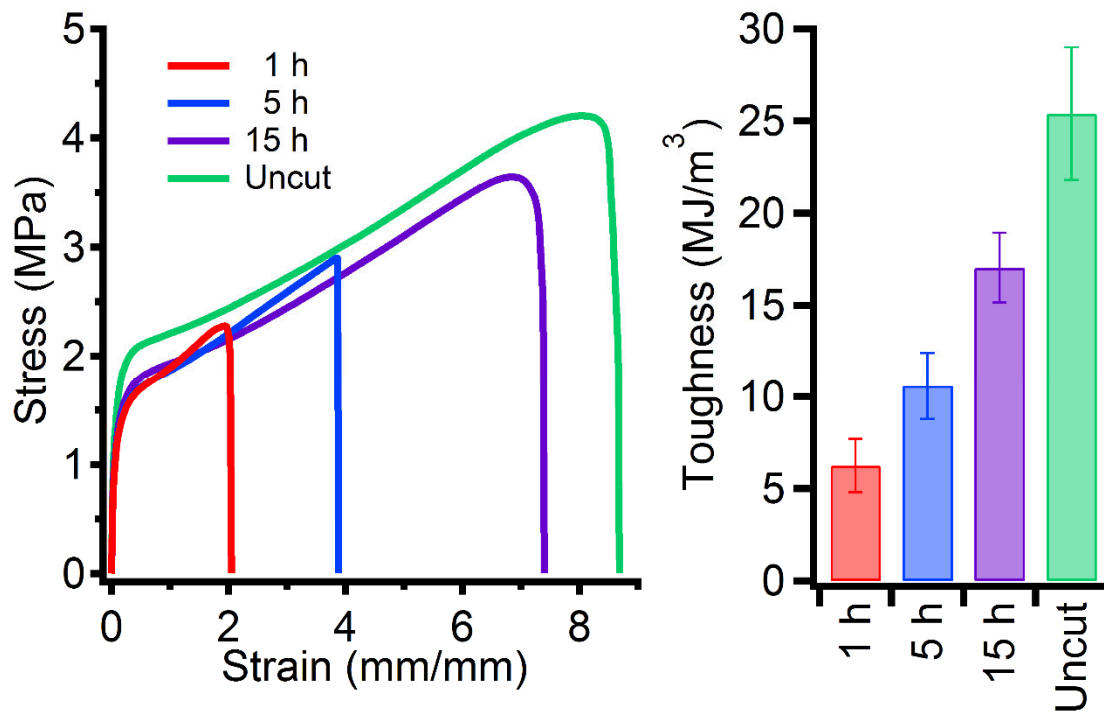 5
4
3
2
1
0
Stress (MPa)
1 h
5 h
15 h
Uncut
0 2 4 6 8
Strain (mm/mm)
30
25
20
15
10
5
0
Toughness (MJ/m³)
1 h
5 h
15 h
Uncut